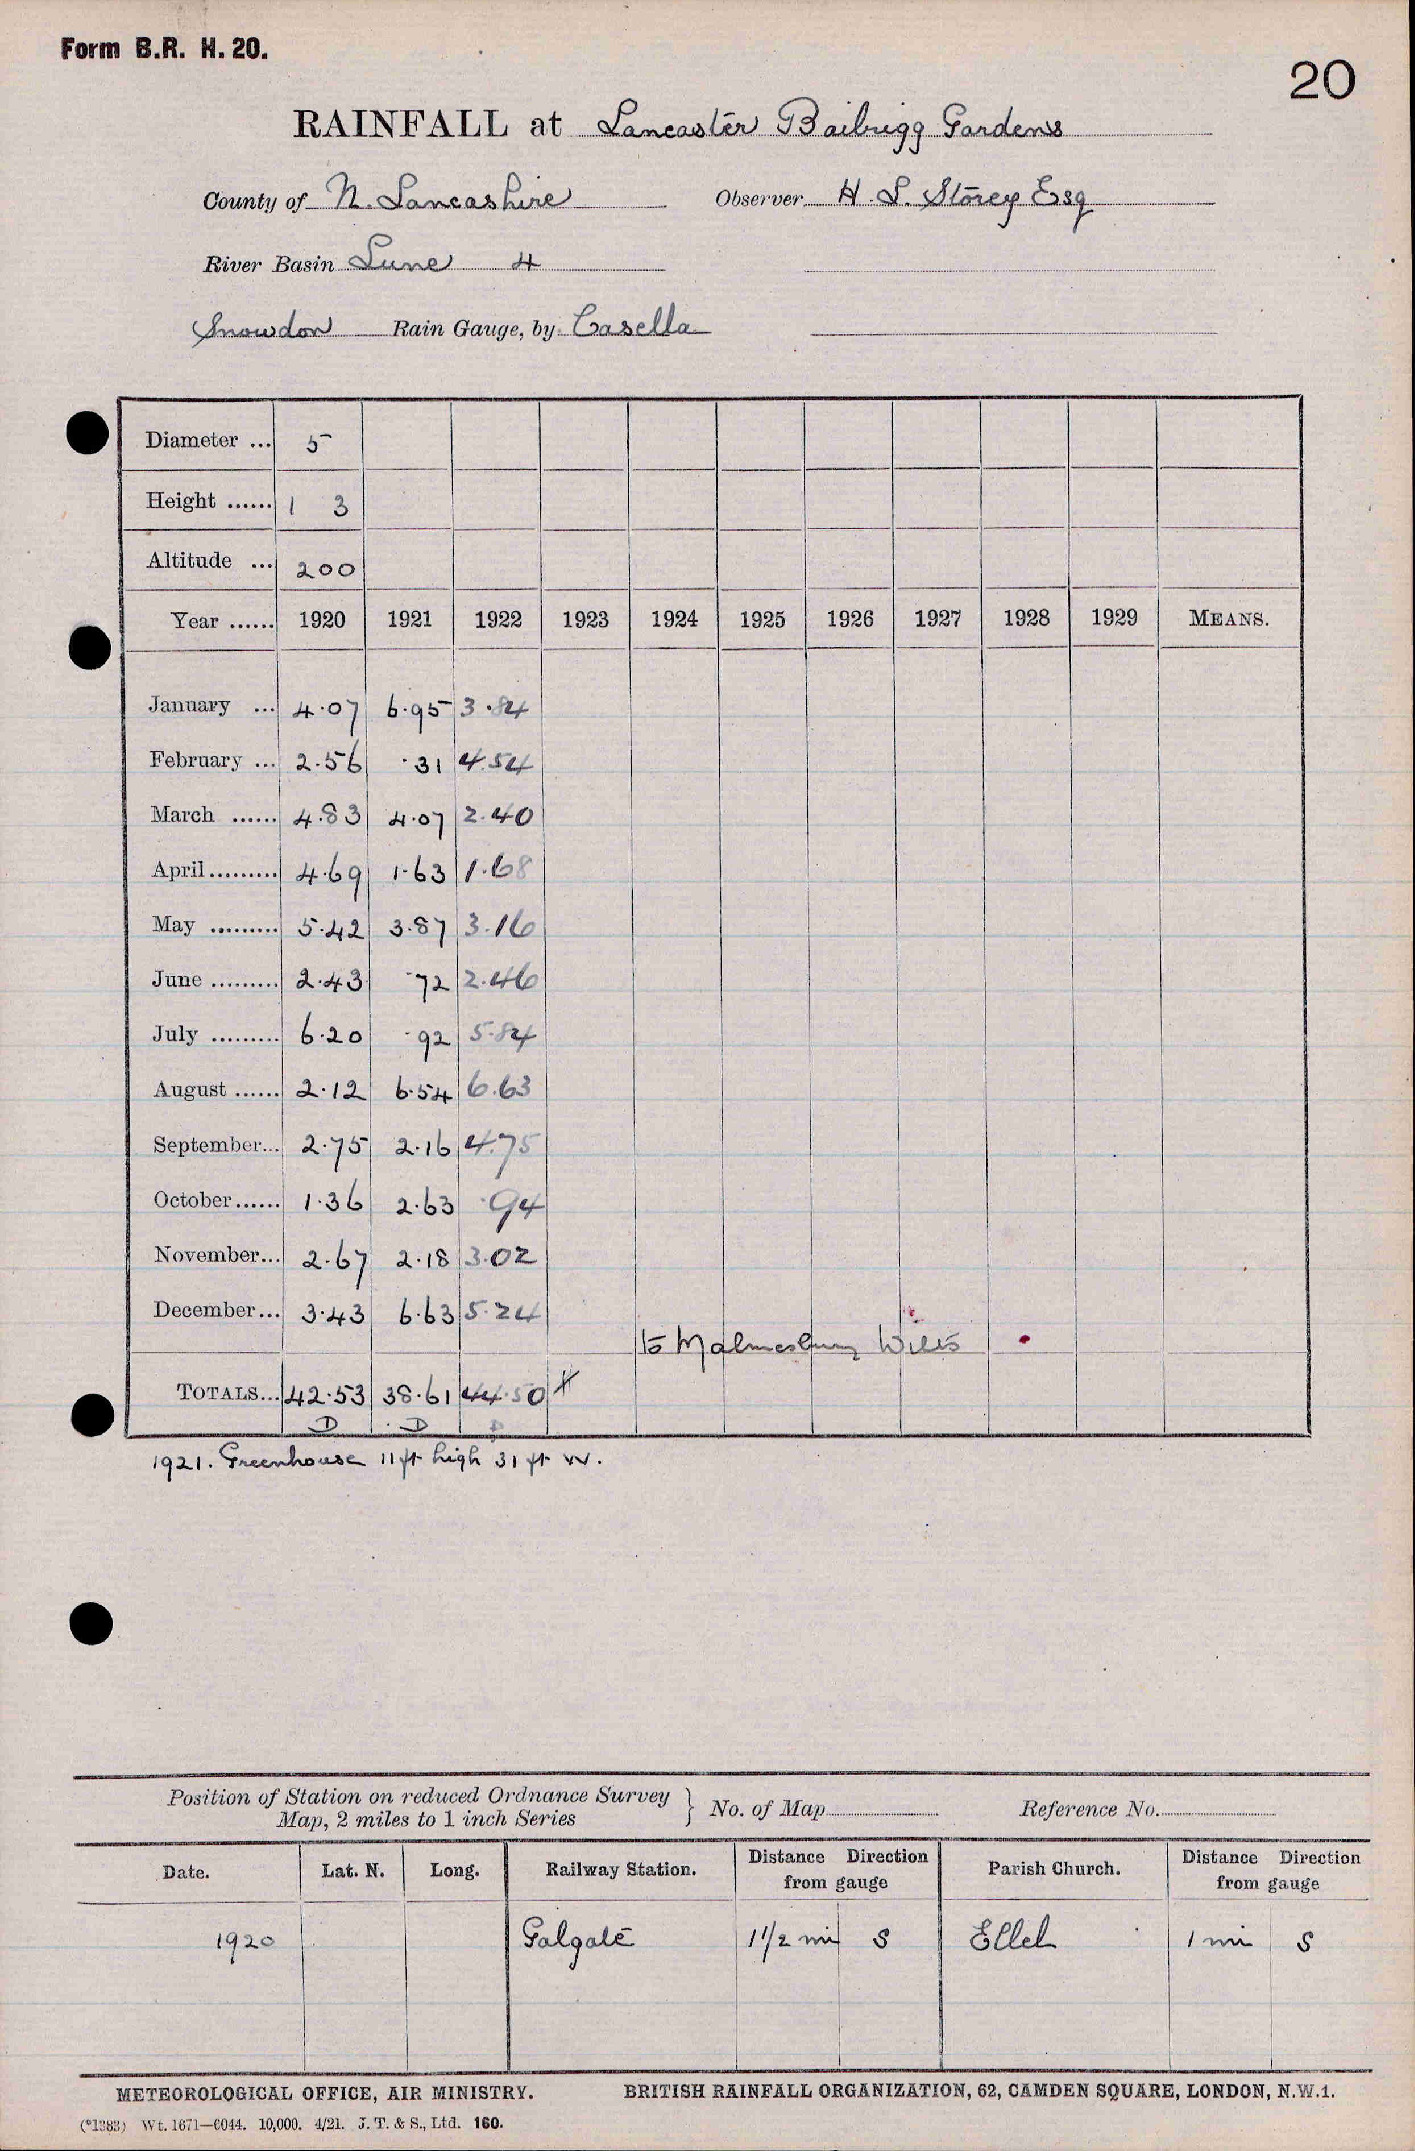 Form B.R. H. 20.
20
RAINFALL at Lancaster Bailrigg Gardens
County of N. Lancashire Observer H. L. Storey Esq
River Basin Lune 4
Snowdon Rain Gauge, by Casella
Diameter ... 5
Height ...... 1 3
Altitude ... 200
Year ...... 1920 1921 1922 1923 1924 1925 1926 1927 1928 1929 MEANS.
January ... 4.07 6.95 3.84
February ... 2.56 .31 4.54
March ...... 4.83 4.07 2.40
April......... 4.69 1.63 1.68
May ......... 5.42 3.87 3.16
June ......... 2.43 .72 2.46
July ......... 6.20 .92 5.84
August ...... 2.12 6.54 6.63
September... 2.75 2.16 4.75
October...... 1.36 2.63 .94
November... 2.67 2.18 3.02
December... 3.43 6.63 5.24
to Malmesbury Wilts
TOTALS... 42.53 38.61 44.50 X
D D D
1921. Greenhouse 11 ft high 31 ft W.
Position of Station on reduced Ordnance Survey
Map, 2 miles to 1 inch Series } No. of Map Reference No.
Date. Lat. N. Long. Railway Station. Distance Direction from gauge Parish Church. Distance Direction from gauge
1920 Galgate 1 1/2 mi S Ellel 1 mi S
METEOROLOGICAL OFFICE, AIR MINISTRY. BRITISH RAINFALL ORGANIZATION, 62, CAMDEN SQUARE, LONDON, N.W.1.
(*1383) Wt. 1671—6044. 10,000. 4/21. J. T. & S., Ltd. 160.